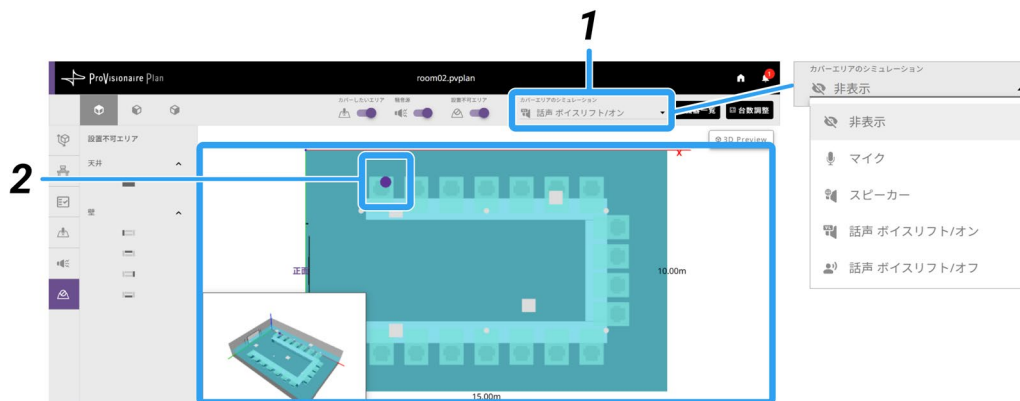 1
ProVisionaire Plan
room02.pvplan
1
カバーしたいエリア
騒音源
設置不可エリア
カバーエリアのシミュレーション
話声 ボイスリフト/オン
一覧
台数調整
カバーエリアのシミュレーション
非表示
非表示
マイク
スピーカー
話声 ボイスリフト/オン
話声 ボイスリフト/オフ
設置不可エリア
天井
壁
3D Preview
X
2
正面
10.00m
15.00m